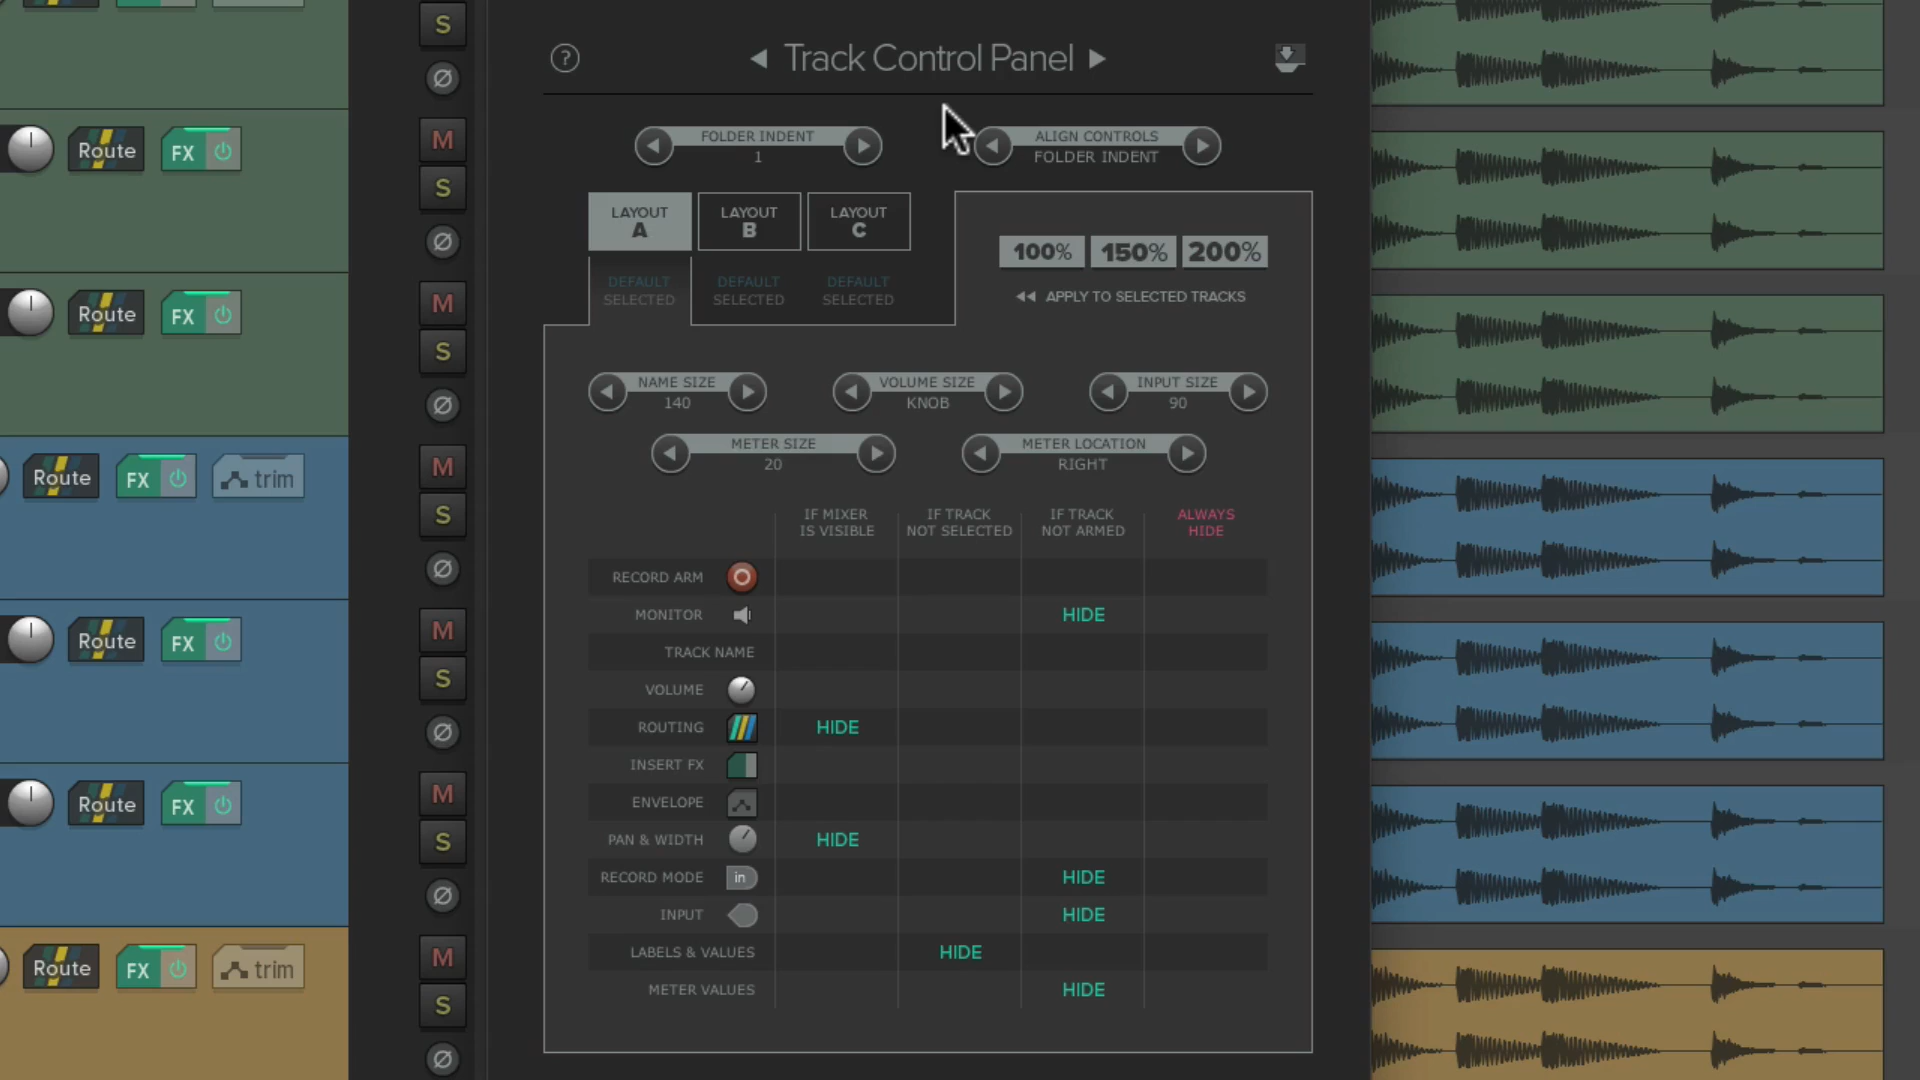 Track Control Panel
?
FOLDER INDENT
1
ALIGN CONTROLS
FOLDER INDENT
LAYOUT
A
LAYOUT
B
LAYOUT
C
DEFAULT
SELECTED
DEFAULT
SELECTED
DEFAULT
SELECTED
100% 150% 200%
APPLY TO SELECTED TRACKS
NAME SIZE
140
VOLUME SIZE
KNOB
INPUT SIZE
90
METER SIZE
20
METER LOCATION
RIGHT
IF MIXER
IS VISIBLE
IF TRACK
NOT SELECTED
IF TRACK
NOT ARMED
ALWAYS
HIDE
RECORD ARM
MONITOR HIDE
TRACK NAME
VOLUME
ROUTING HIDE
INSERT FX
ENVELOPE
PAN & WIDTH HIDE
RECORD MODE in HIDE
INPUT HIDE
LABELS & VALUES HIDE
METER VALUES HIDE
S
Ø
Route FX M
S
Ø
Route FX M
S
Ø
Route FX trim M
S
Ø
Route FX M
S
Ø
Route FX M
S
Ø
Route FX trim M
S
Ø